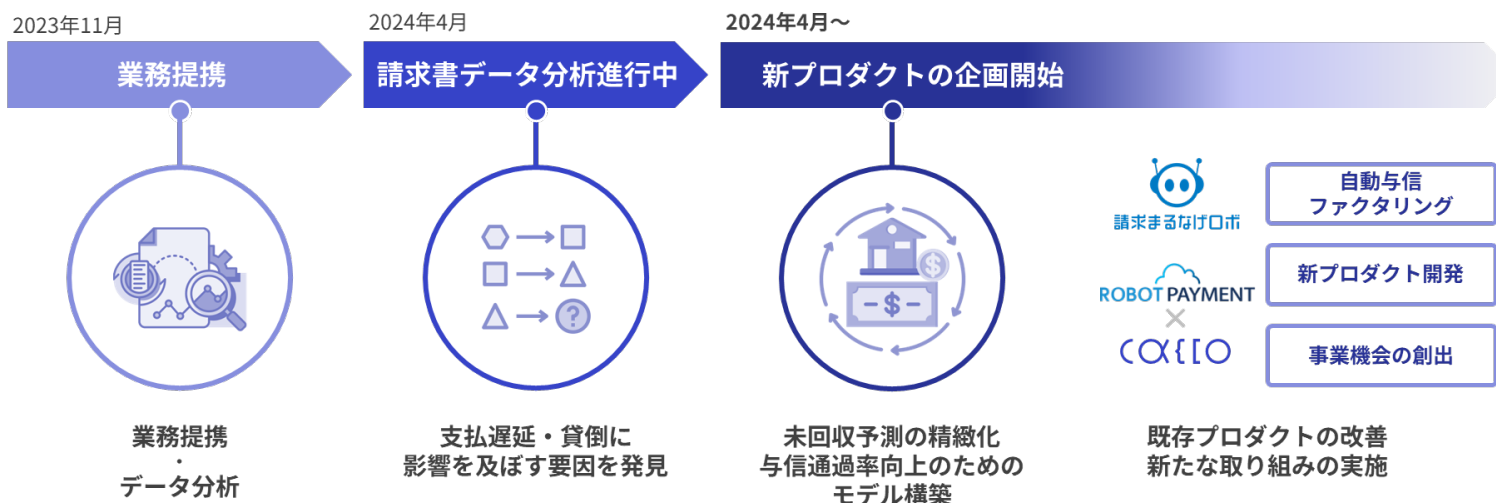 2023年11月
2024年4月
2024年4月〜
業務提携
請求書データ分析進行中
新プロダクトの企画開始
$
$
?
請求まるなげロボ
ROBOT PAYMENT
×
自動与信
ファクタリング
新プロダクト開発
事業機会の創出
業務提携
・
データ分析
支払遅延・貸倒に
影響を及ぼす要因を発見
未回収予測の精緻化
与信通過率向上のための
モデル構築
既存プロダクトの改善
新たな取り組みの実施